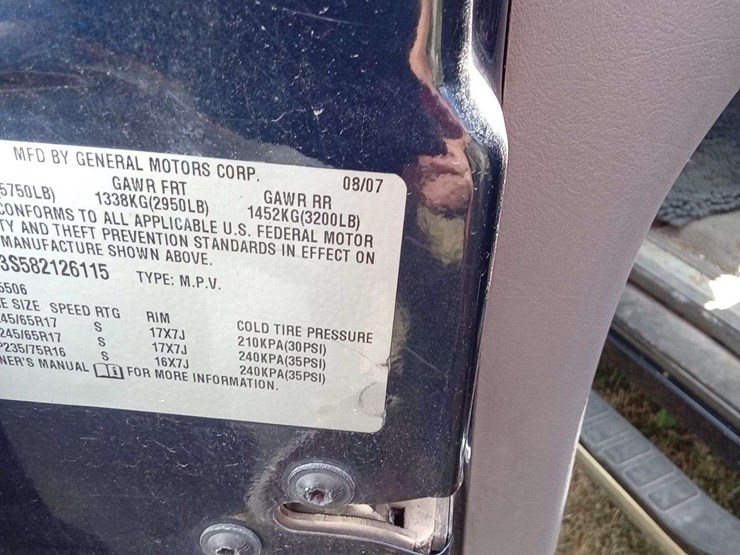 MFD BY GENERAL MOTORS CORP. 08/07
GAWR FRT GAWR RR
5750LB) 1338KG(2950LB) 1452KG(3200LB)
CONFORMS TO ALL APPLICABLE U.S. FEDERAL MOTOR
TY AND THEFT PREVENTION STANDARDS IN EFFECT ON
MANUFACTURE SHOWN ABOVE.
3S582126115 TYPE: M.P.V.
5506
E SIZE SPEED RTG RIM COLD TIRE PRESSURE
45/65R17 S 17X7J 210KPA(30PSI)
245/65R17 S 17X7J 240KPA(35PSI)
P235/75R16 S 16X7J 240KPA(35PSI)
NER'S MANUAL FOR MORE INFORMATION.